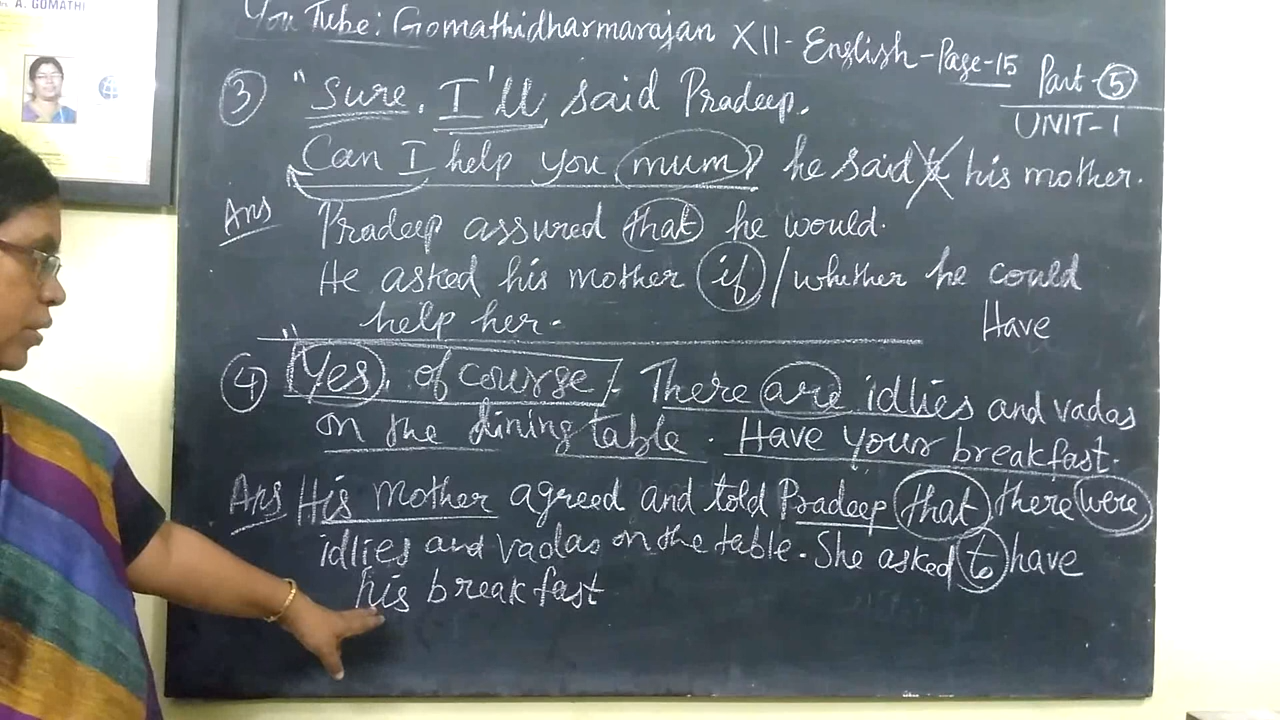 A. GOMATHI
YouTube: Gomathidharmarajan XII-English-Page-15 Part-5
UNIT-1
3 "Sure, I'll said Pradeep.
Can I help you mum? he said to his mother.
Ans Pradeep assured that he would.
He asked his mother if/whether he could
help her.
Have
4 "Yes, of course!. There are idlies and vadas
on the dining table. Have your breakfast.
Ans His Mother agreed and told Pradeep that there were
idlies and vadas on the table. She asked to have
his breakfast